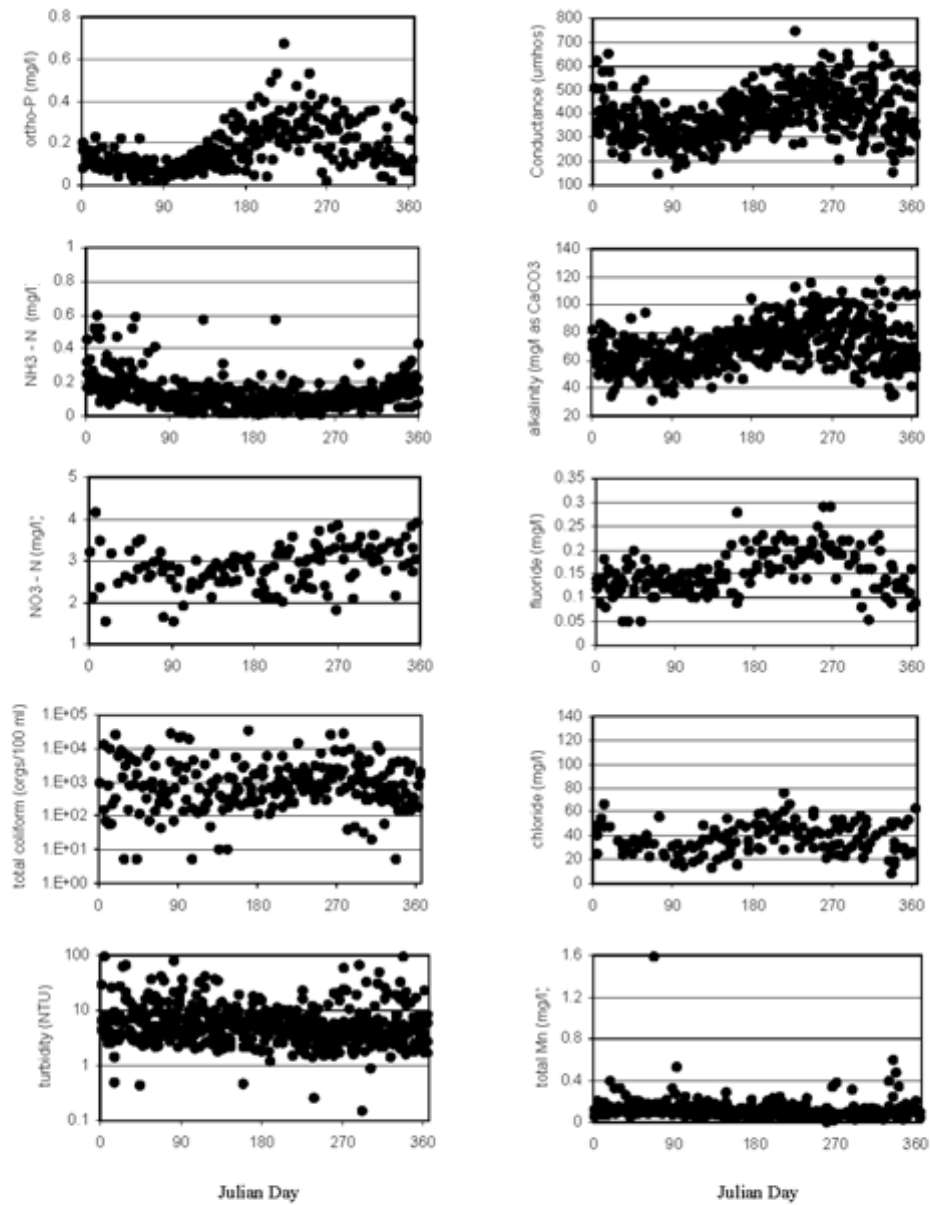 ortho-P (mg/l)
0.8
0.6
0.4
0.2
0
0 90 180 270 360
Conductance (umhos)
800
700
600
500
400
300
200
100
0 90 180 270 360
NH3 - N (mg/l
1
0.8
0.6
0.4
0.2
0
0 90 180 270 360
alkalinity (mg/l as CaCO3
140
120
100
80
60
40
20
0 90 180 270 360
NO3 - N (mg/l
5
4
3
2
1
0 90 180 270 360
fluoride (mg/l)
0.35
0.3
0.25
0.2
0.15
0.1
0.05
0
0 90 180 270 360
total coliform (orgs/100 ml)
1.E+05
1.E+04
1.E+03
1.E+02
1.E+01
1.E+00
0 90 180 270 360
chloride (mg/l)
140
120
100
80
60
40
20
0
0 90 180 270 360
turbidity (NTU)
100
10
1
0.1
0 90 180 270 360
total Mn (mg/l
1.6
1.2
0.8
0.4
0
0 90 180 270 360
Julian Day
Julian Day